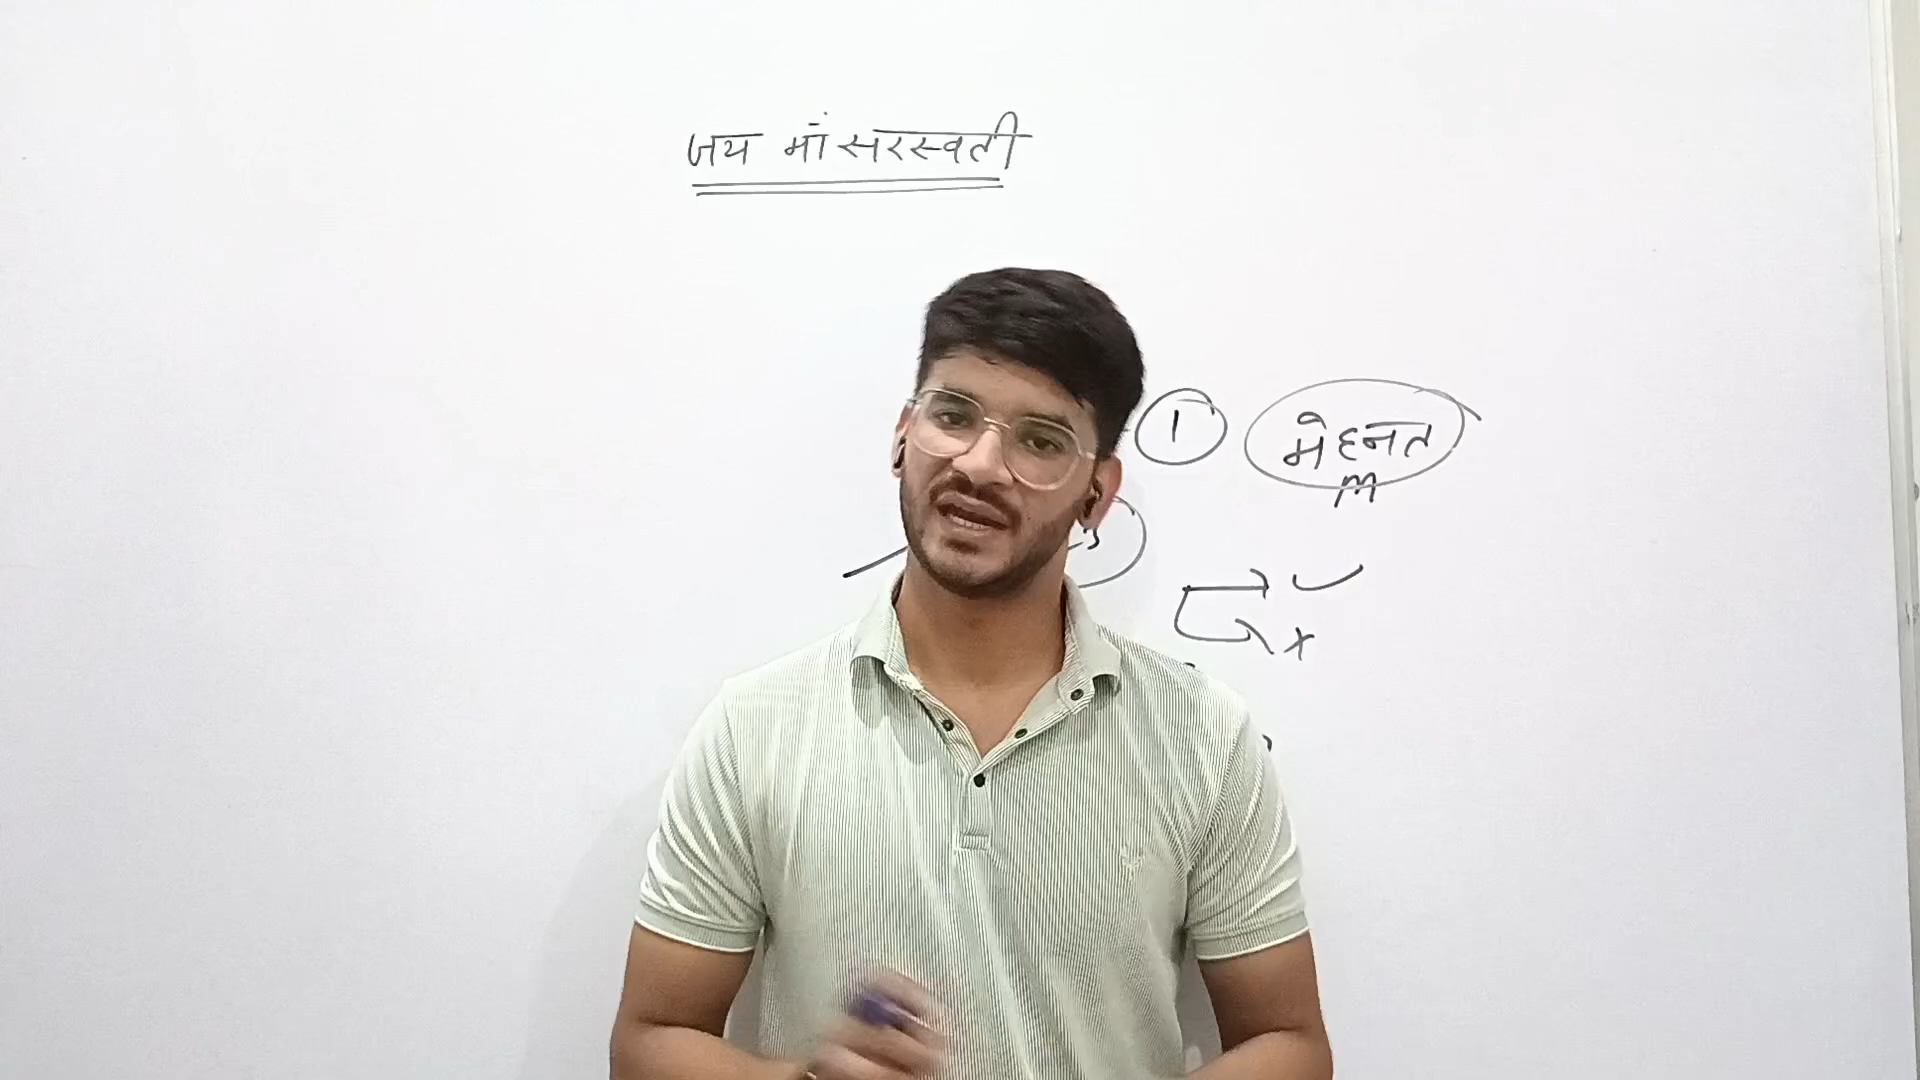 जय माँ सरस्वती
1 मेहनत